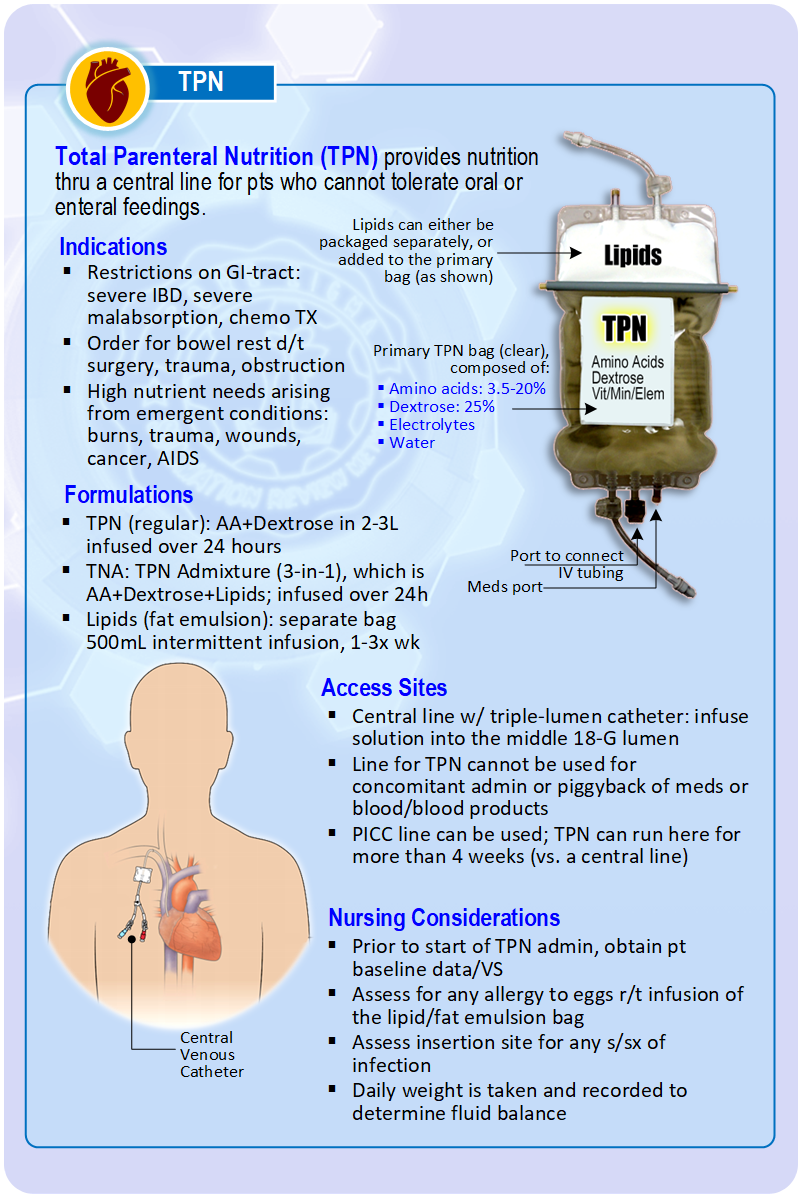 TPN
Total Parenteral Nutrition (TPN) provides nutrition
thru a central line for pts who cannot tolerate oral or
enteral feedings.
Lipids can either be
packaged separately, or
added to the primary
bag (as shown)
Lipids
Indications
▪ Restrictions on GI-tract:
severe IBD, severe
malabsorption, chemo TX
▪ Order for bowel rest d/t
surgery, trauma, obstruction
▪ High nutrient needs arising
from emergent conditions:
burns, trauma, wounds,
cancer, AIDS
Primary TPN bag (clear),
composed of:
▪ Amino acids: 3.5-20%
▪ Dextrose: 25%
▪ Electrolytes
▪ Water
TPN
Amino Acids
Dextrose
Vit/Min/Elem
Formulations
▪ TPN (regular): AA+Dextrose in 2-3L
infused over 24 hours
▪ TNA: TPN Admixture (3-in-1), which is
AA+Dextrose+Lipids; infused over 24h
▪ Lipids (fat emulsion): separate bag
500mL intermittent infusion, 1-3x wk
Port to connect
IV tubing
Meds port
Access Sites
▪ Central line w/ triple-lumen catheter: infuse
solution into the middle 18-G lumen
▪ Line for TPN cannot be used for
concomitant admin or piggyback of meds or
blood/blood products
▪ PICC line can be used; TPN can run here for
more than 4 weeks (vs. a central line)
Nursing Considerations
▪ Prior to start of TPN admin, obtain pt
baseline data/VS
▪ Assess for any allergy to eggs r/t infusion of
the lipid/fat emulsion bag
▪ Assess insertion site for any s/sx of
infection
▪ Daily weight is taken and recorded to
determine fluid balance
Central
Venous
Catheter